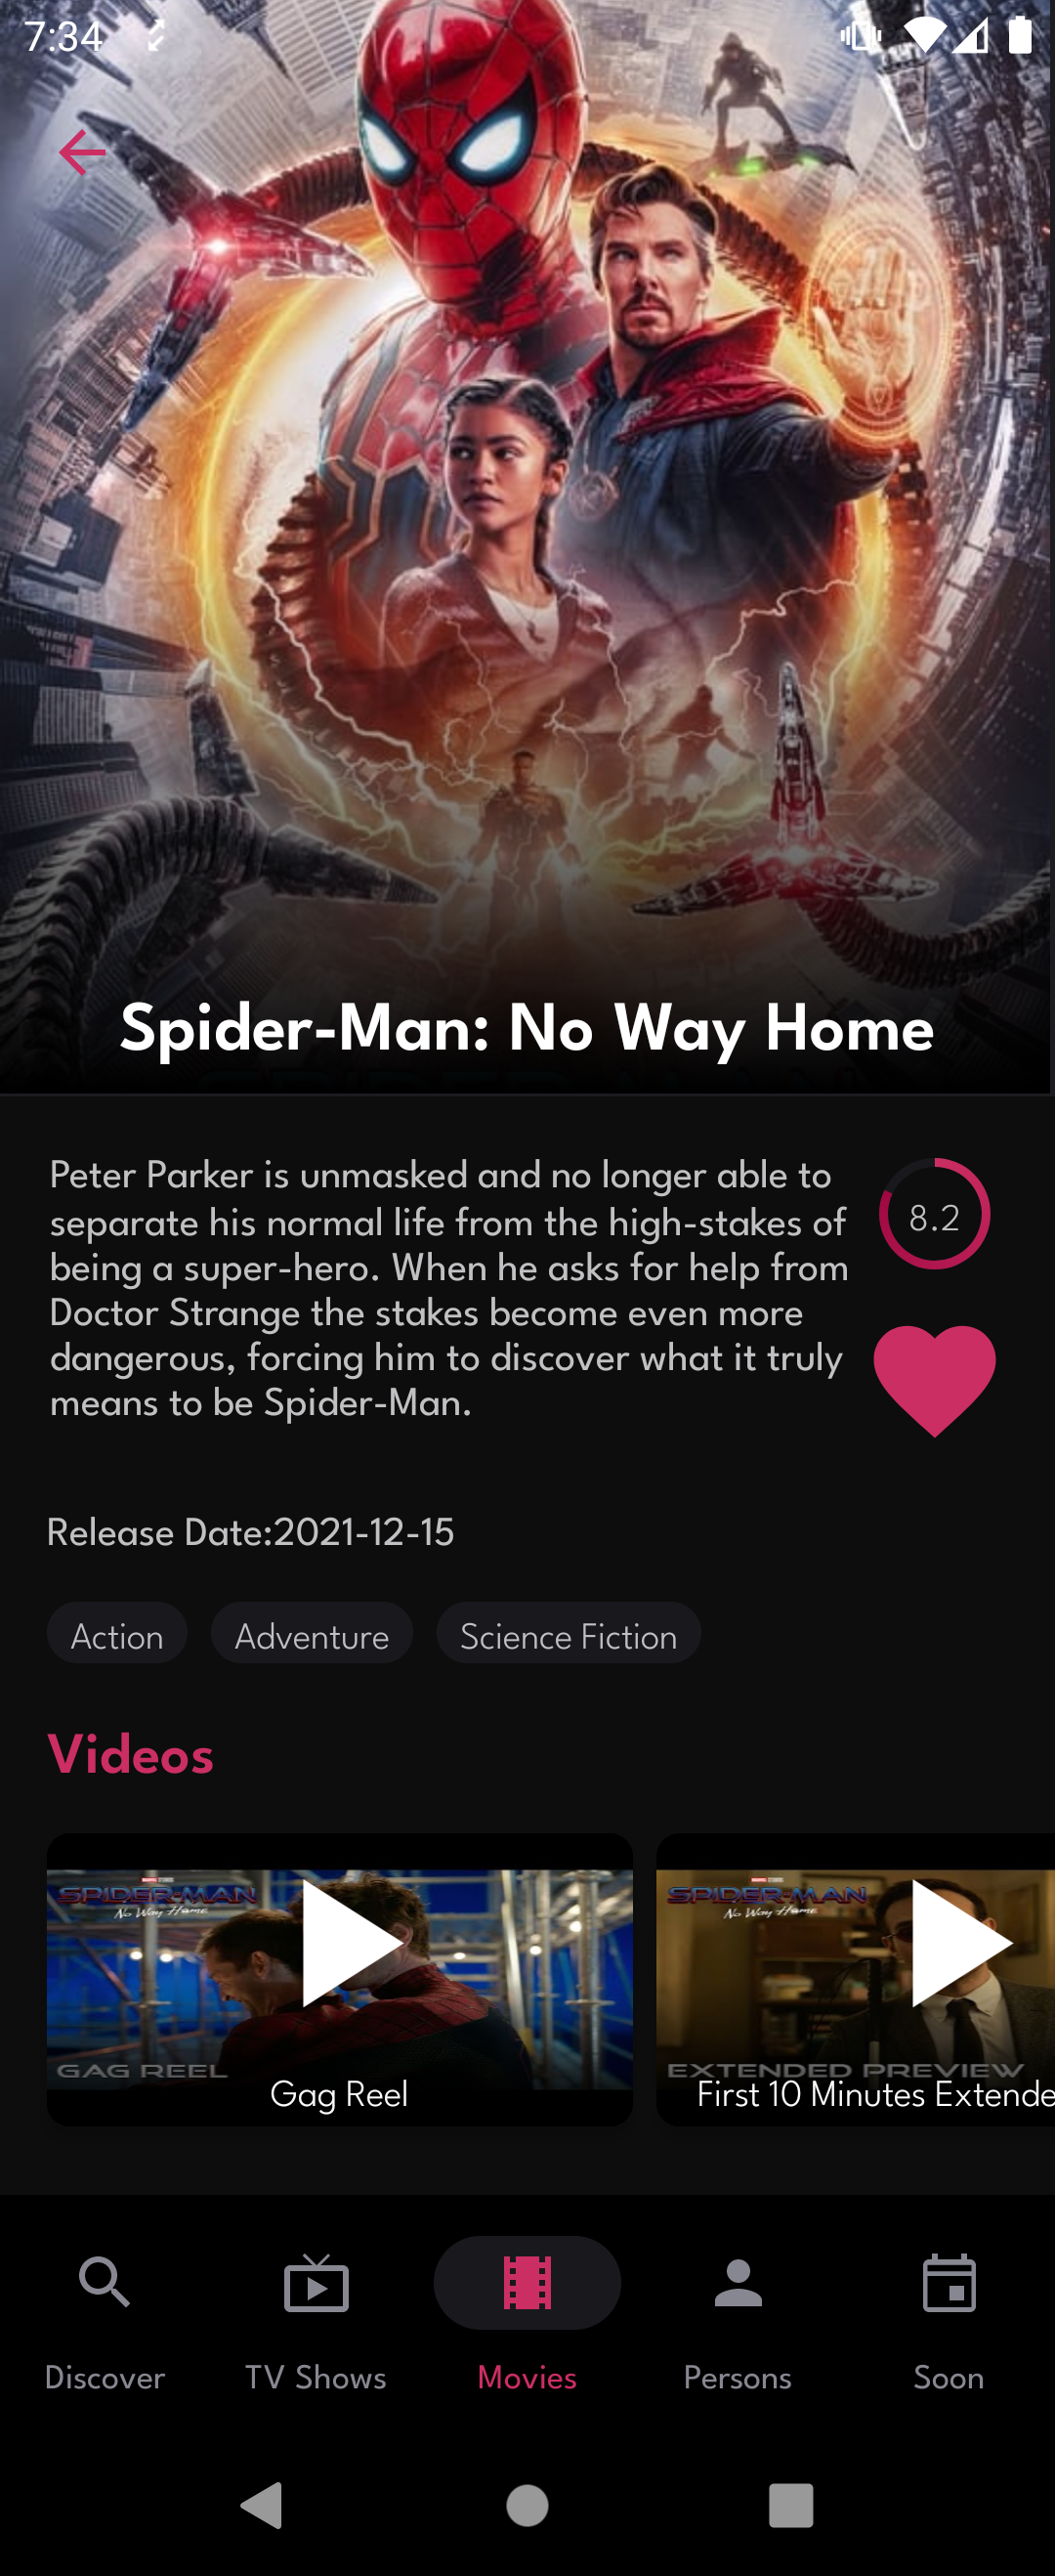 7:34
Spider-Man: No Way Home
Peter Parker is unmasked and no longer able to
separate his normal life from the high-stakes of
being a super-hero. When he asks for help from
Doctor Strange the stakes become even more
dangerous, forcing him to discover what it truly
means to be Spider-Man.
8.2
Release Date:2021-12-15
Action
Adventure
Science Fiction
Videos
SPIDER-MAN
No Way Home
GAG REEL
Gag Reel
SPIDER-MAN
No Way Home
EXTENDED PREVIEW
First 10 Minutes Extende
Discover
TV Shows
Movies
Persons
Soon